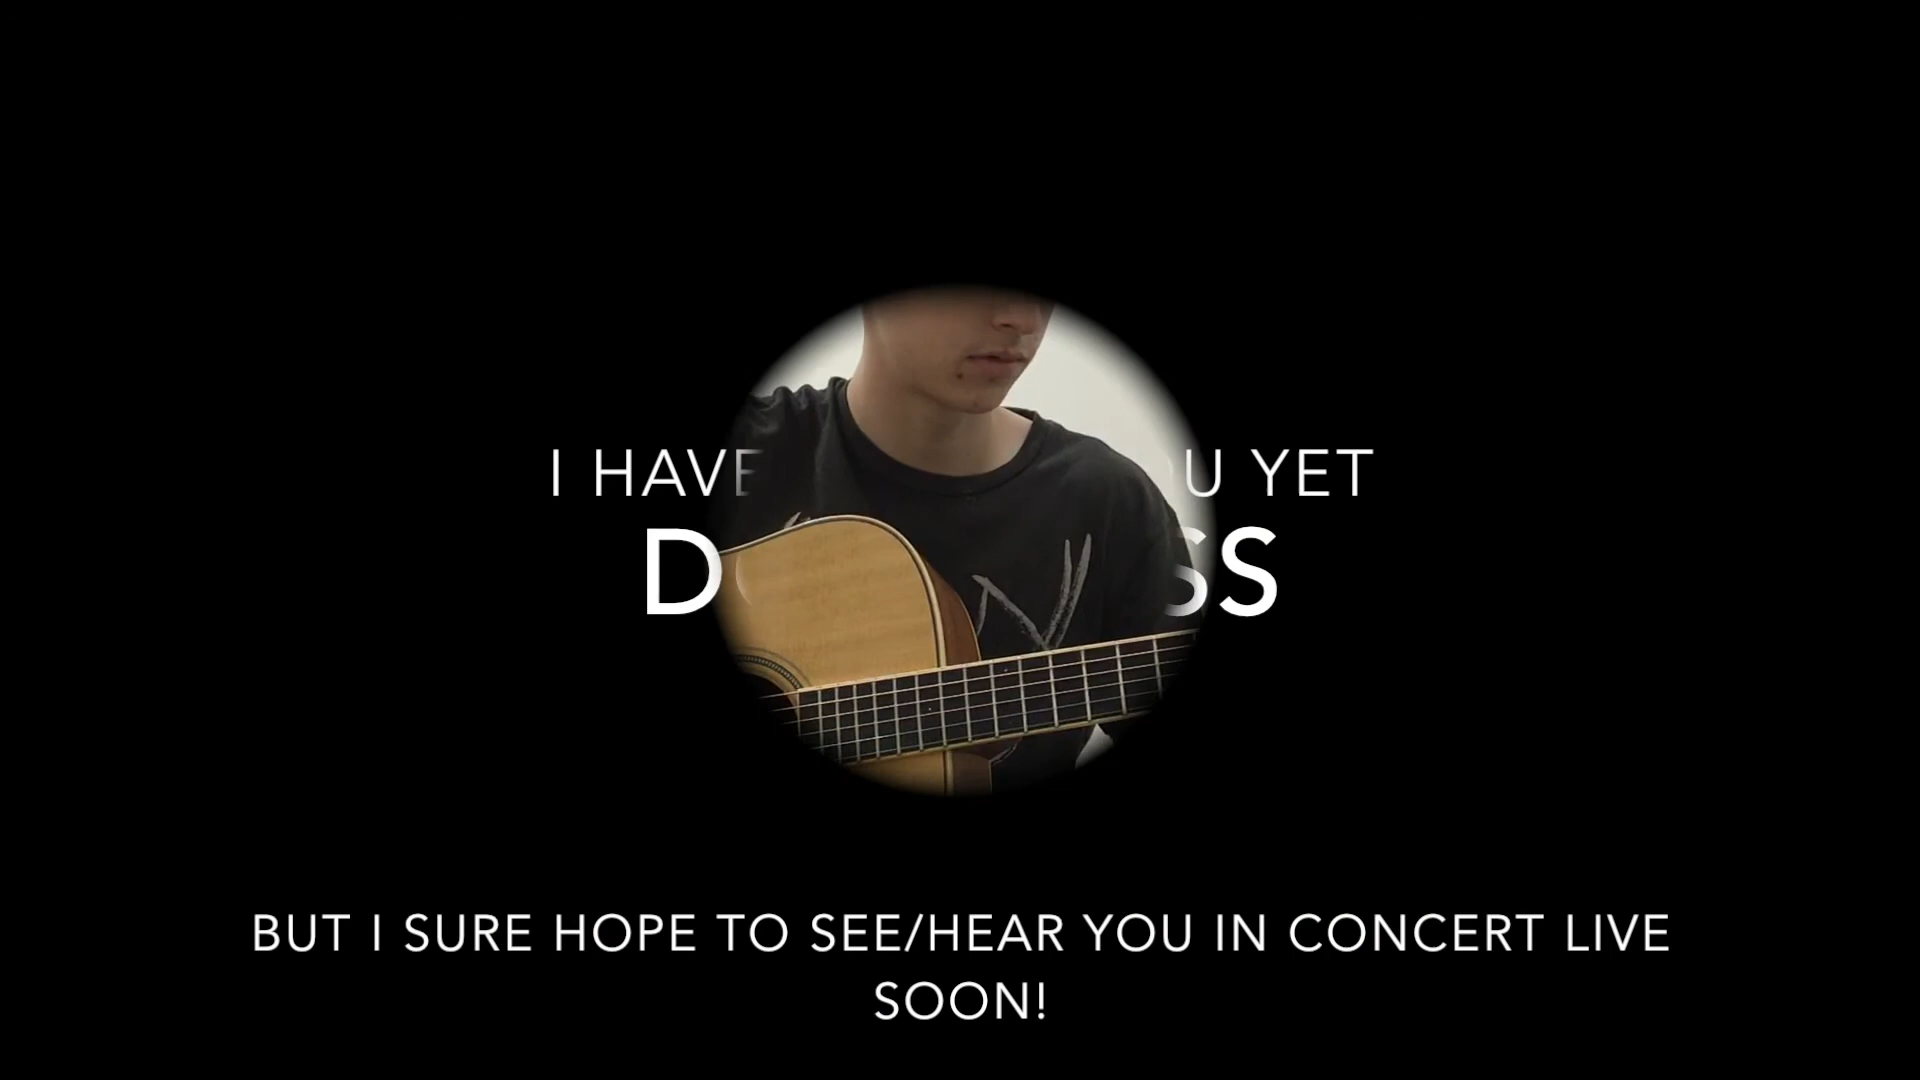 I HAVE U YET
D SS
BUT I SURE HOPE TO SEE/HEAR YOU IN CONCERT LIVE
SOON!